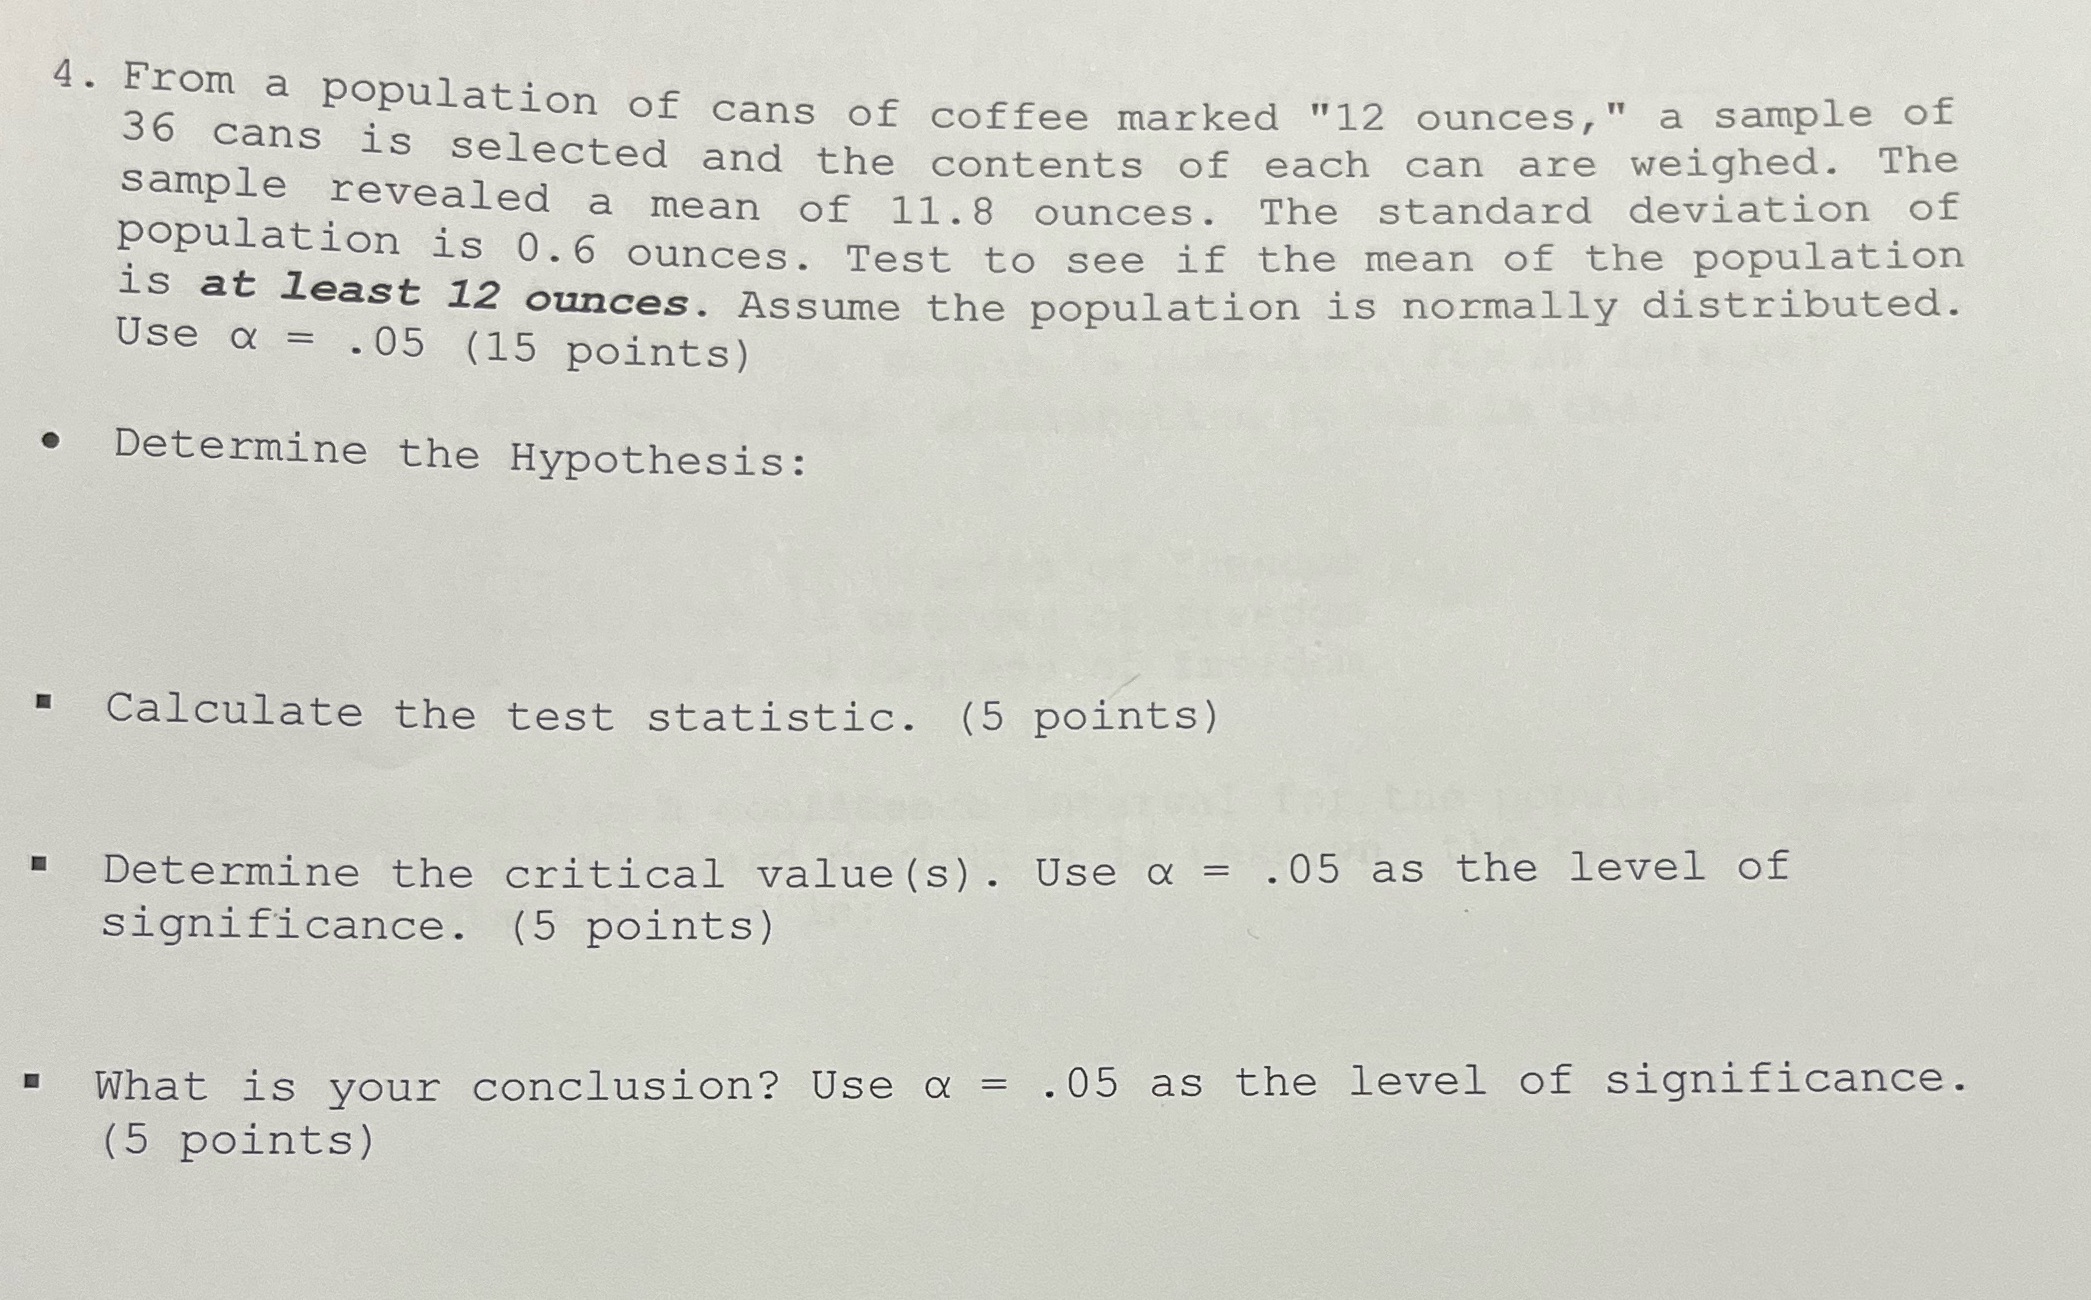 4. From a population of cans of coffee marked "12 ounces," a sample of
36 cans is selected and the contents of each can are weighed. The
sample revealed a mean of 11.8 ounces. The standard deviation of
population is 0.6 ounces. Test to see if the mean of the population
is at least 12 ounces. Assume the population is normally distributed.
Use α = .05 (15 points)
• Determine the Hypothesis:
▪ Calculate the test statistic. (5 points)
▪ Determine the critical value(s). Use α = .05 as the level of
significance. (5 points)
▪ What is your conclusion? Use α = .05 as the level of significance.
(5 points)